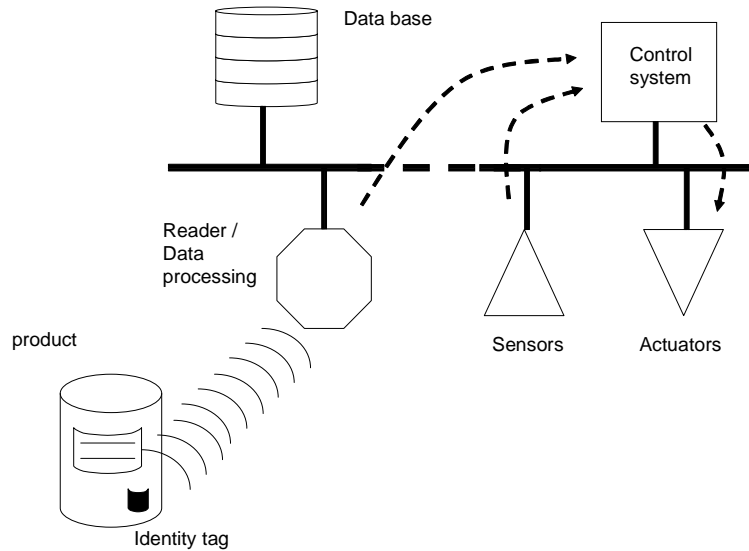 Data base
Control
system
Reader /
Data
processing
product
Sensors
Actuators
Identity tag